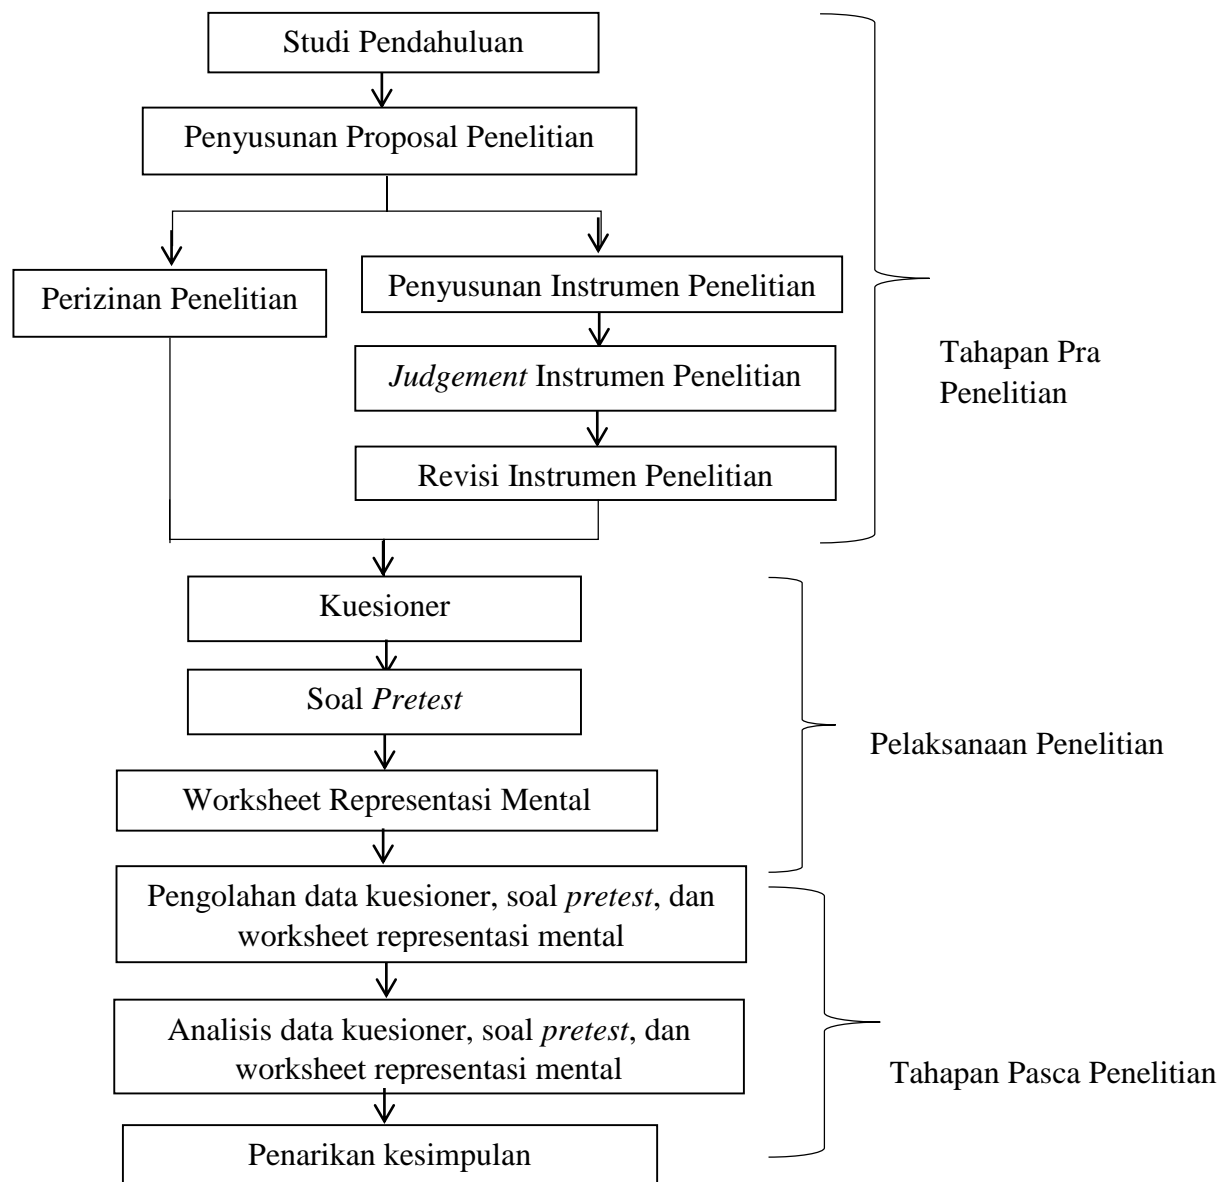 Studi Pendahuluan
Penyusunan Proposal Penelitian
Perizinan Penelitian
Penyusunan Instrumen Penelitian
Judgement Instrumen Penelitian
Revisi Instrumen Penelitian
Tahapan Pra
Penelitian
Kuesioner
Soal Pretest
Worksheet Representasi Mental
Pelaksanaan Penelitian
Pengolahan data kuesioner, soal pretest, dan
worksheet representasi mental
Analisis data kuesioner, soal pretest, dan
worksheet representasi mental
Penarikan kesimpulan
Tahapan Pasca Penelitian